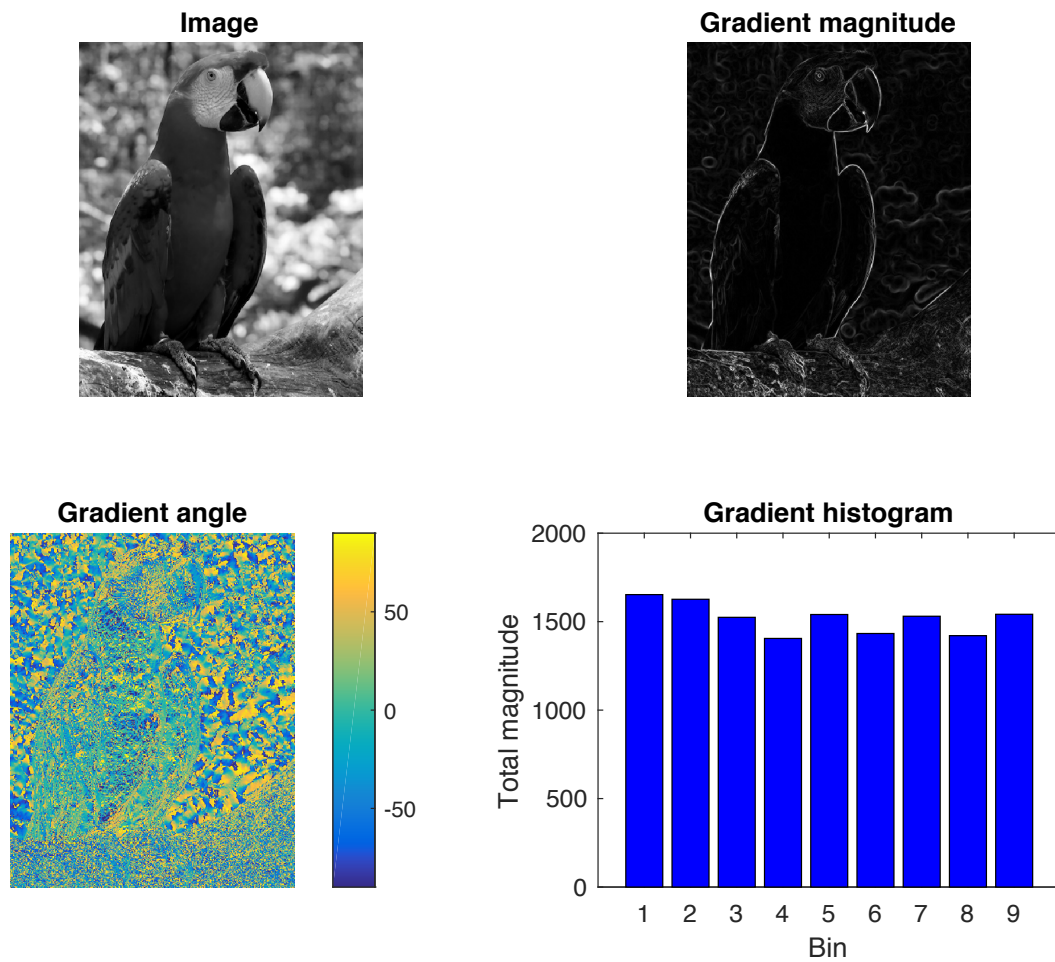 Image
Gradient magnitude
Gradient angle
50
0
-50
Gradient histogram
2000
1500
1000
500
0
Total magnitude
1 2 3 4 5 6 7 8 9
Bin